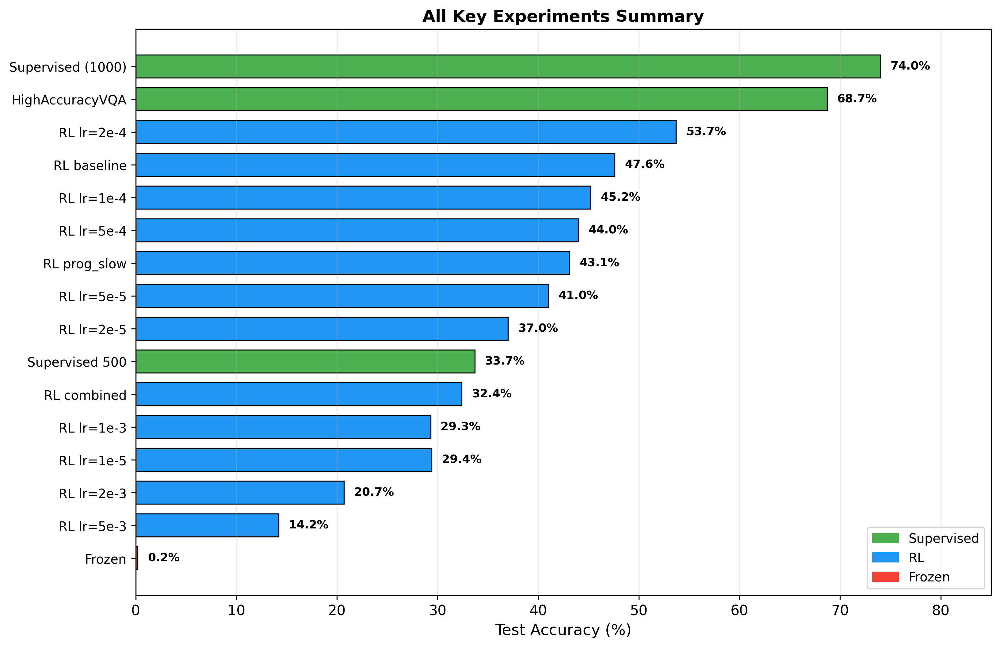 All Key Experiments Summary
Supervised (1000) 74.0%
HighAccuracyVQA 68.7%
RL lr=2e-4 53.7%
RL baseline 47.6%
RL lr=1e-4 45.2%
RL lr=5e-4 44.0%
RL prog_slow 43.1%
RL lr=5e-5 41.0%
RL lr=2e-5 37.0%
Supervised 500 33.7%
RL combined 32.4%
RL lr=1e-3 29.3%
RL lr=1e-5 29.4%
RL lr=2e-3 20.7%
RL lr=5e-3 14.2%
Frozen 0.2%
Supervised
RL
Frozen
0 10 20 30 40 50 60 70 80
Test Accuracy (%)